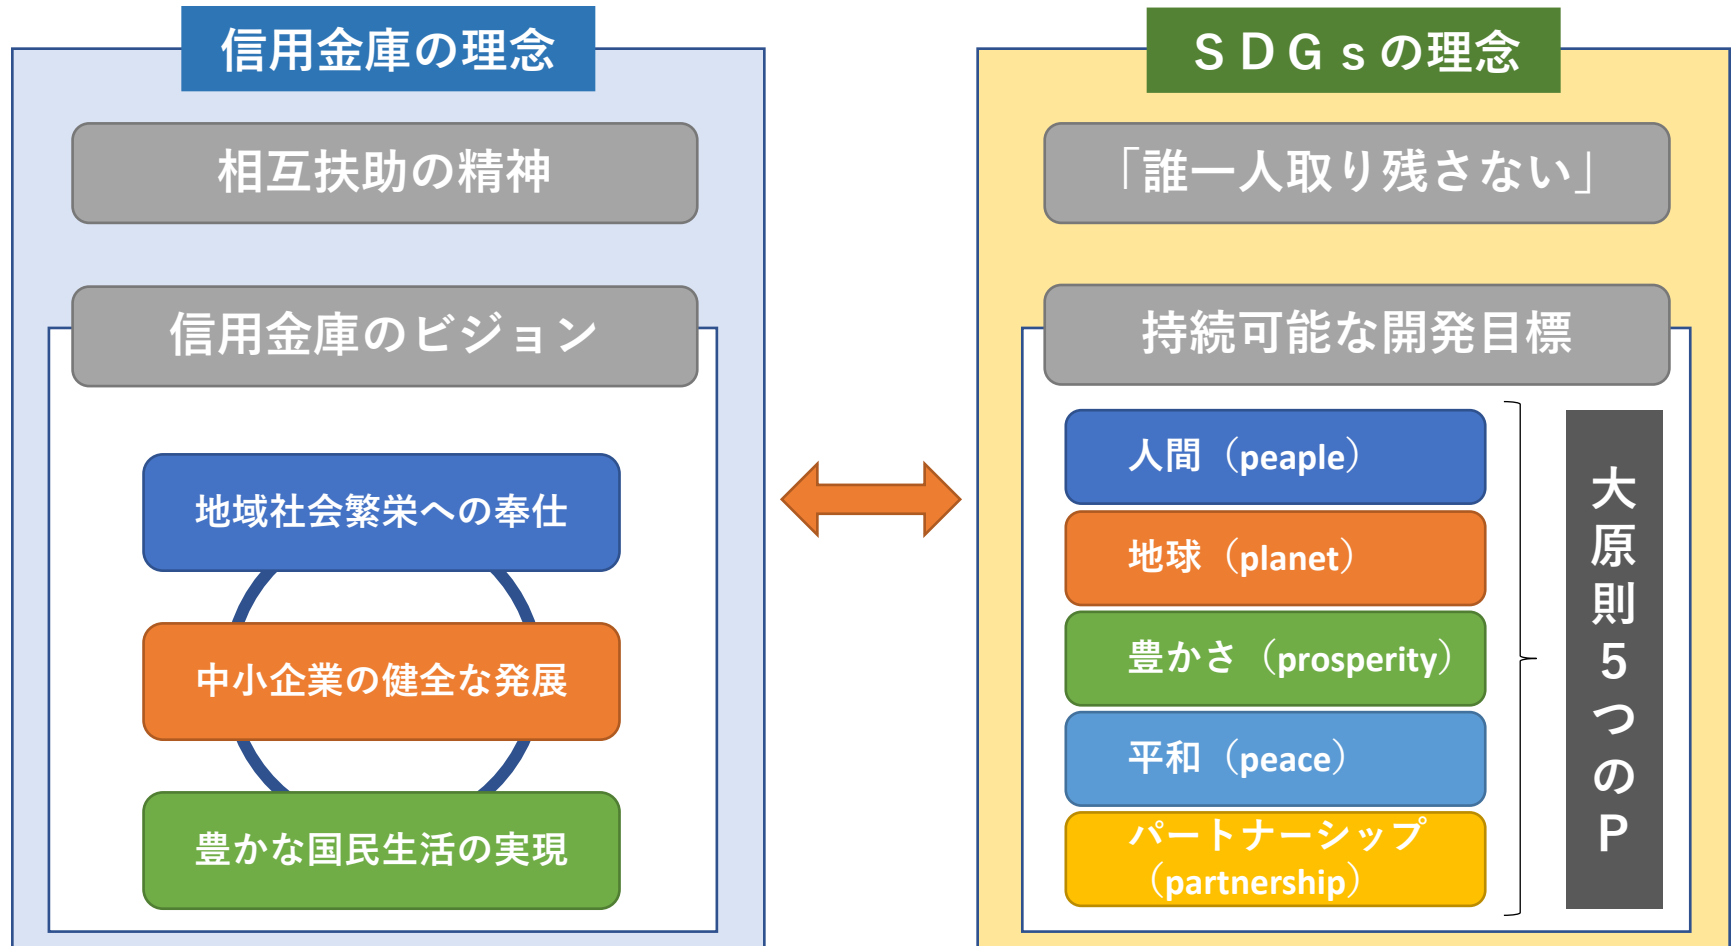 信用金庫の理念
相互扶助の精神
信用金庫のビジョン
地域社会繁栄への奉仕
中小企業の健全な発展
豊かな国民生活の実現
ＳＤＧｓの理念
「誰一人取り残さない」
持続可能な開発目標
人間（peaple）
地球（planet）
豊かさ（prosperity）
平和（peace）
パートナーシップ
（partnership）
大原則５つのＰ